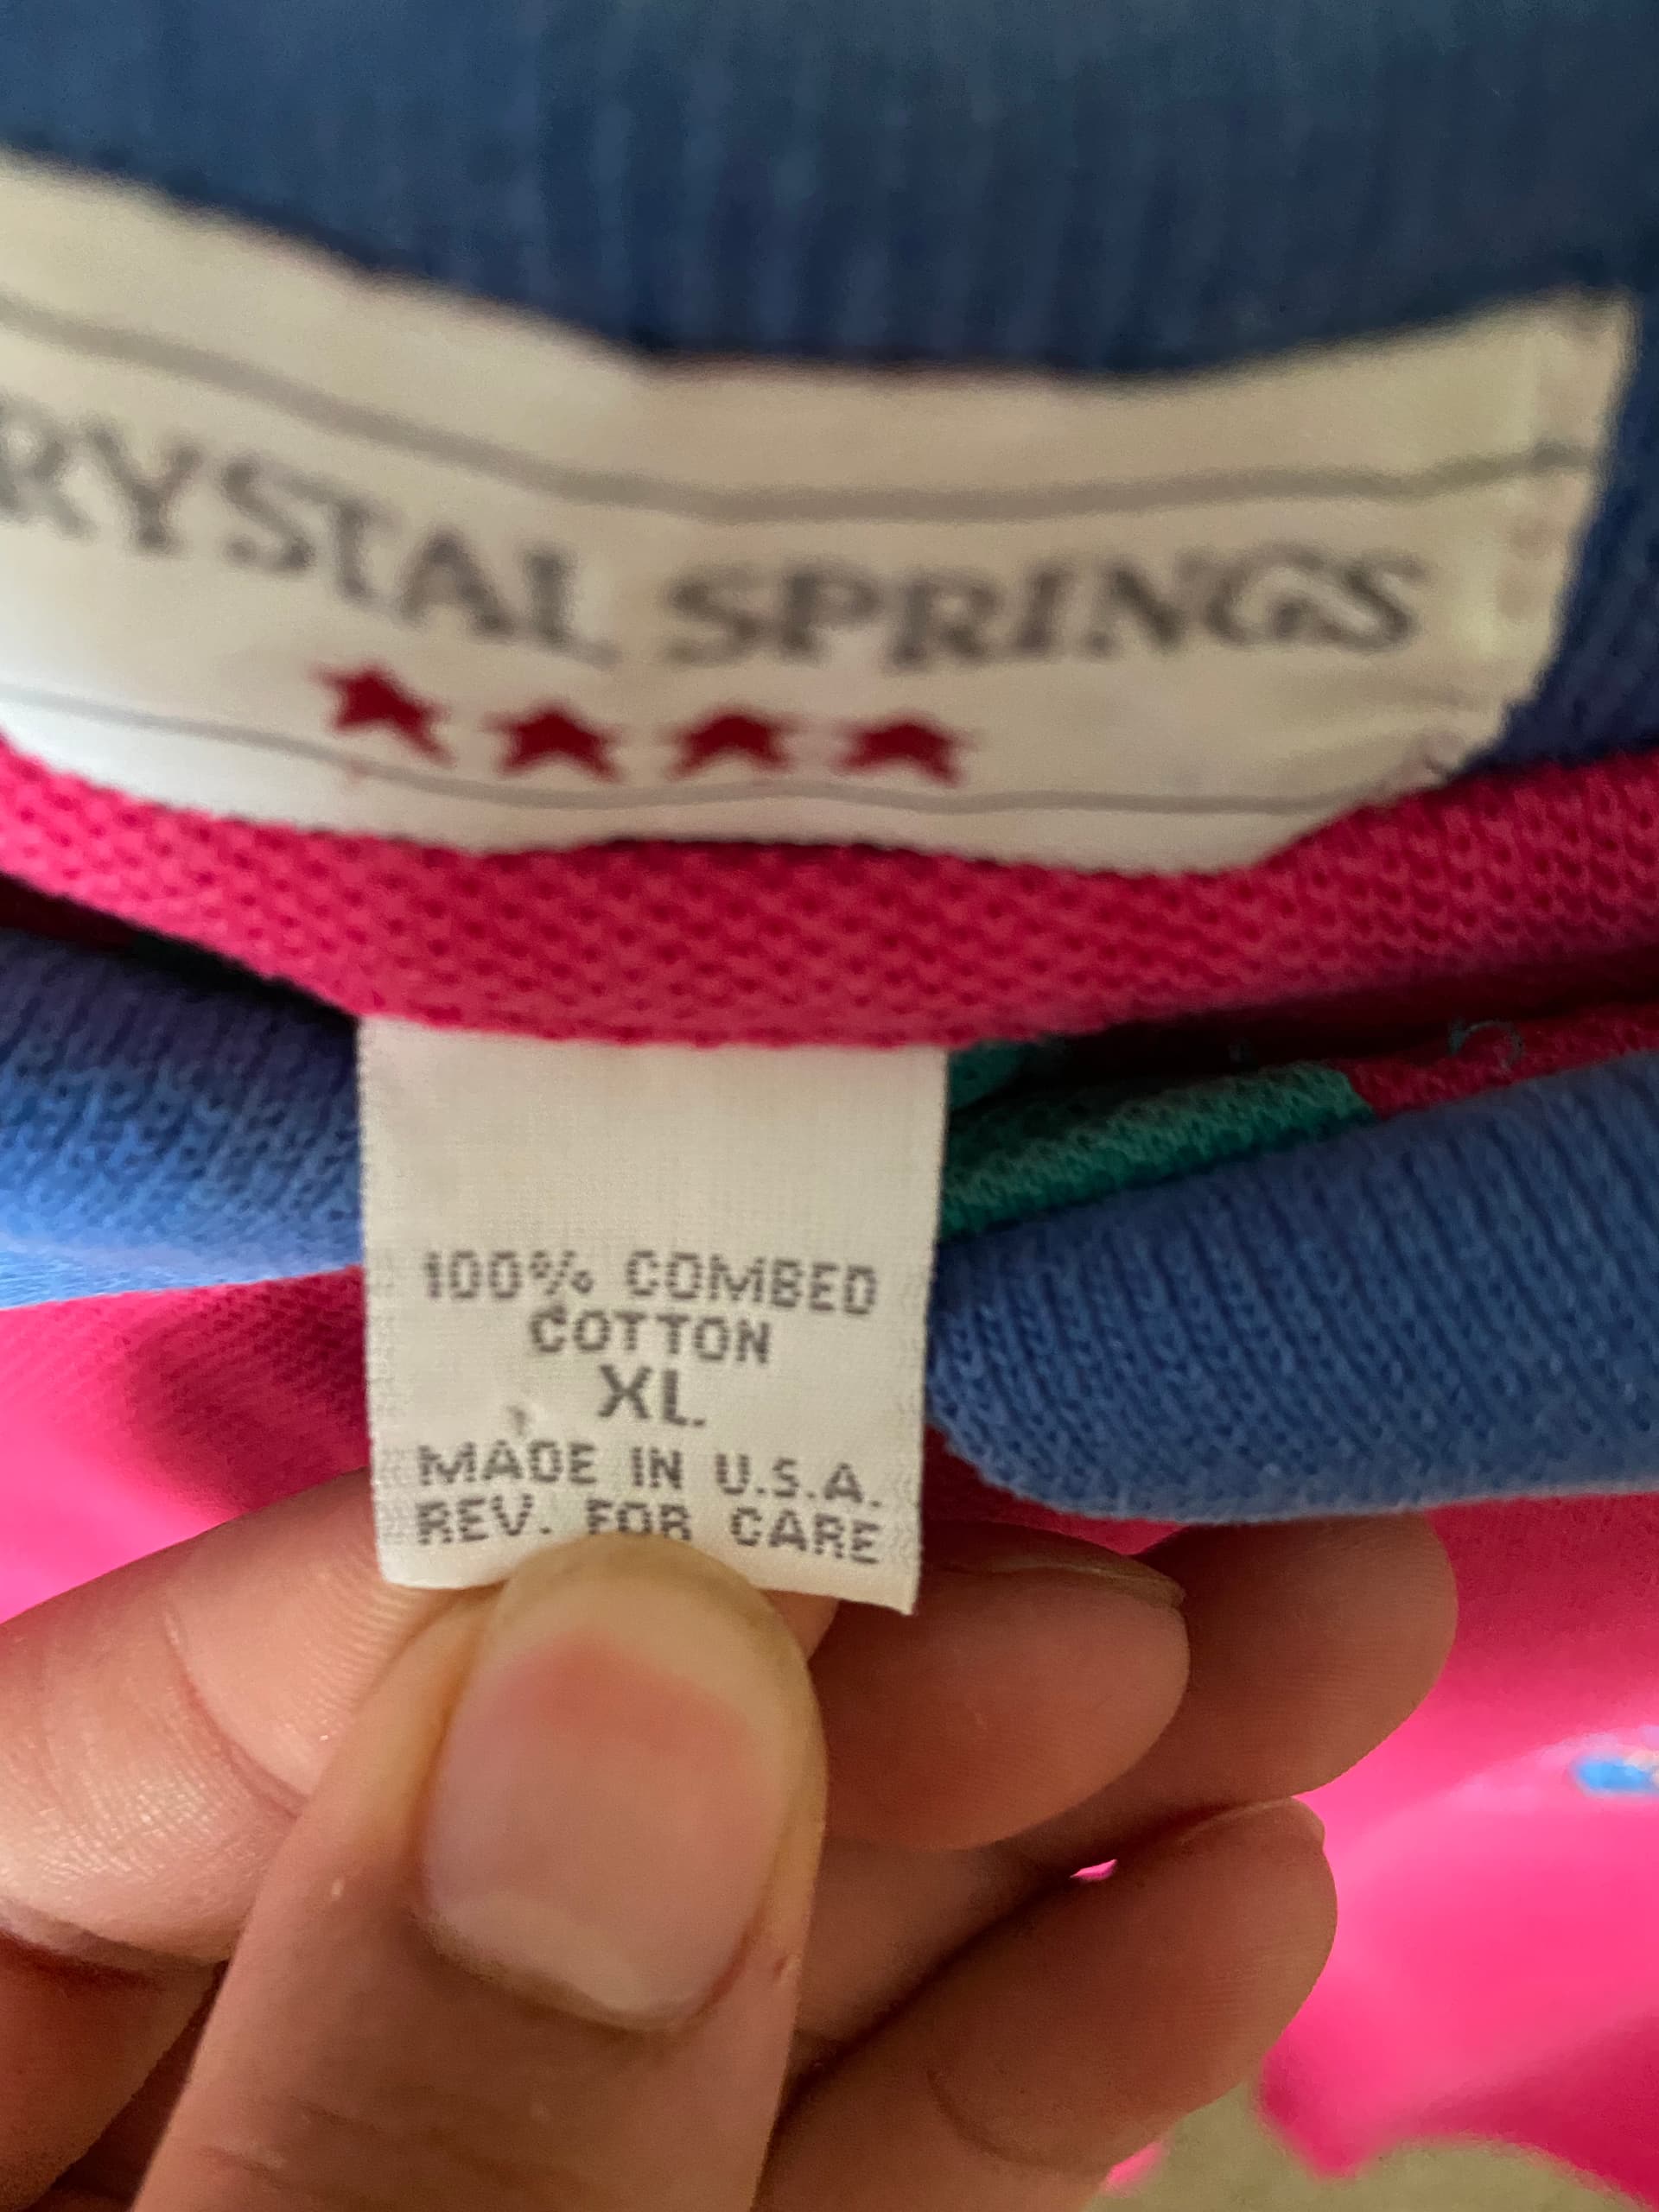 RYSTAL SPRINGS
100% COMBED
COTTON
XL
MADE IN U.S.A.
REV. FOR CARE